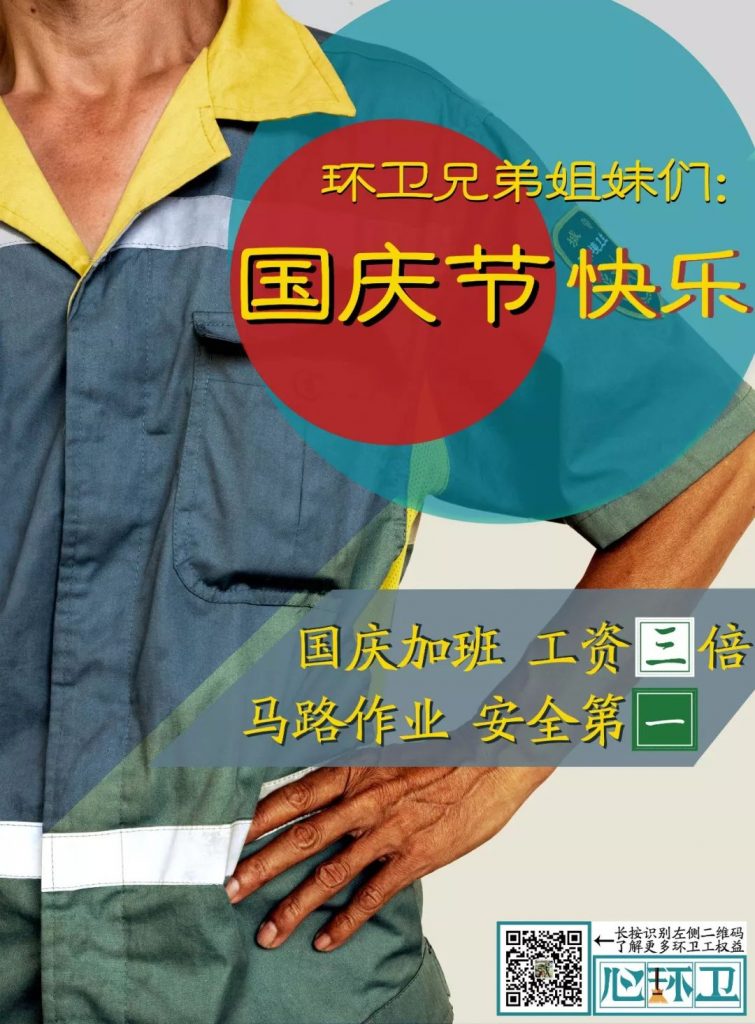 环卫兄弟姐妹们:
国庆节快乐
国庆加班 工资三倍
马路作业 安全第一
←长按识别左侧二维码
了解更多环卫工权益
心环卫